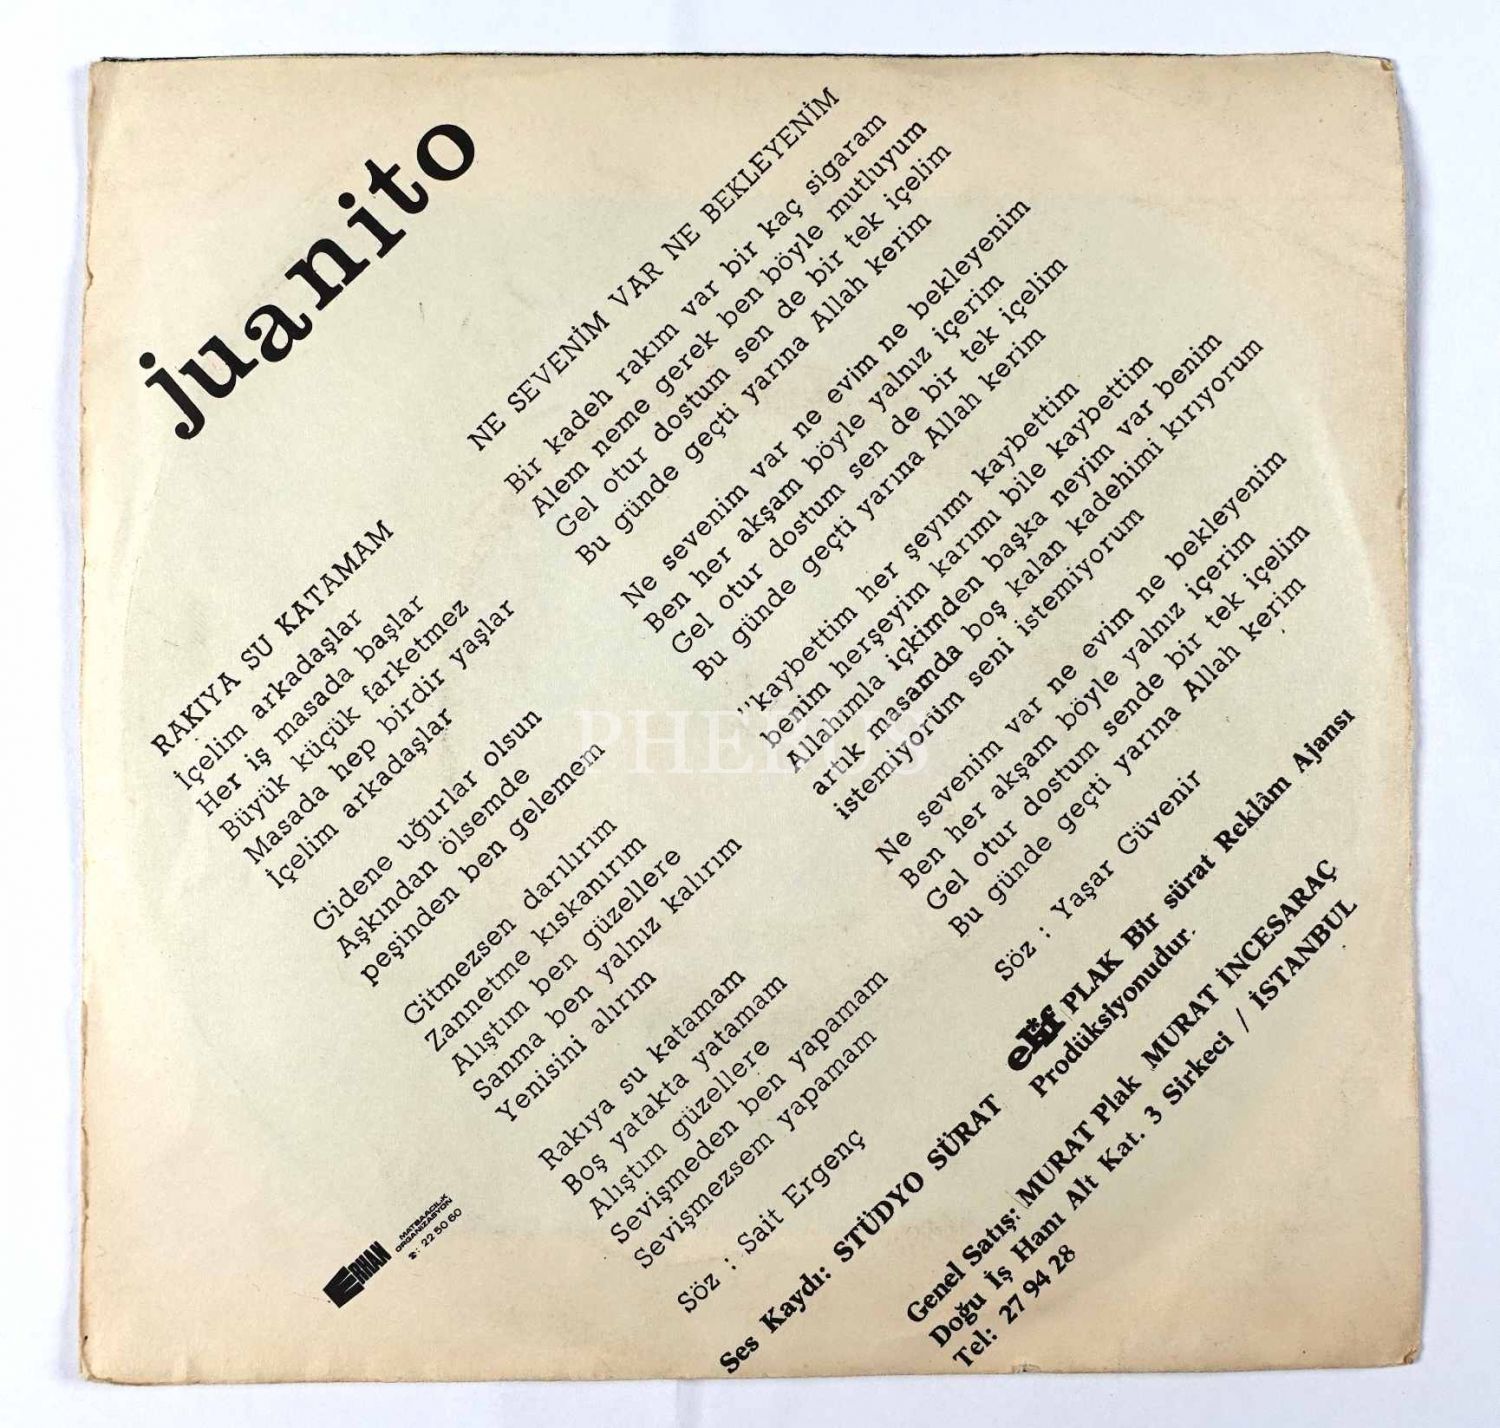 juanito
RAKIYA SU KATAMAM
İçelim arkadaşlar
Her iş masada başlar
Büyük küçük farketmez
Masada hep birdir yaşlar
İçelim arkadaşlar
Gidene uğurlar olsun
Aşkından ölsemde
peşinden ben gelemem
Gitmezsen darılırım
Zannetme kıskanırım
Alıştım ben güzellere
Sanma ben yalnız kalırım
Yenisini alırım
Rakıya su katamam
Boş yatakta yatamam
Alıştım güzellere
Sevişmeden ben yapamam
Sevişmezsem yapamam
Söz : Sait Ergenç
NE SEVENİM VAR NE BEKLEYENİM
Bir kadeh rakım var bir kaç sigaram
Alem neme gerek ben böyle mutluyum
Gel otur dostum sen de bir tek içelim
Bu günde geçti yarına Allah kerim
Ne sevenim var ne evim ne bekleyenim
Ben her akşam böyle yalnız içerim
Gel otur dostum sen de bir tek içelim
Bu günde geçti yarına Allah kerim
"'kaybettim her şeyımı kaybettim
benim herşeyim karımı bile kaybettim
Allahımla içkimden başka neyim var benim
artık masamda boş kalan kadehimi kırıyorum
istemiyorum seni istemiyorum
Ne sevenim var ne evim ne bekleyenim
Ben her akşam böyle yalnız içerim
Gel otur dostum sende bir tek içelim
Bu günde geçti yarına Allah kerim
Söz : Yaşar Güvenir
Ses Kaydı: STÜDYO SÜRAT
elif PLAK Bir sürat Reklâm Ajansı
Prodüksiyonudur.
Genel Satış: MURAT Plak MURAT İNCESARAÇ
Doğu İş Hanı Alt Kat. 3 Sirkeci / İSTANBUL
Tel: 27 94 28
ERHAN
MATBAACILIK
ORGANİZASYON
☎: 22 50 60
PHEBUS